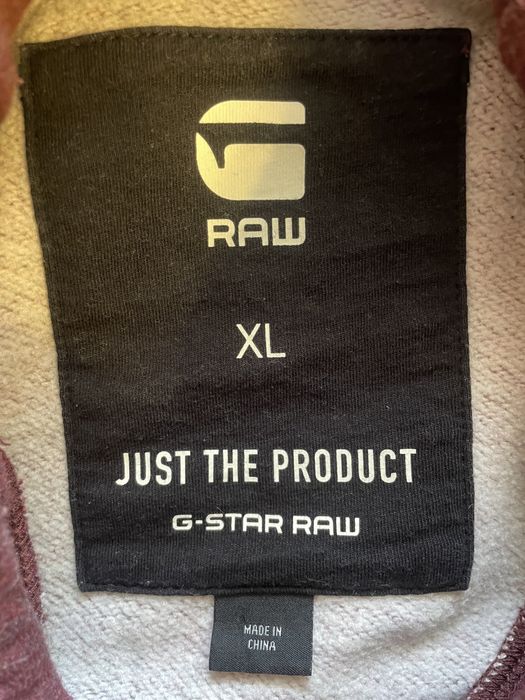 RAW
XL
JUST THE PRODUCT
G-STAR RAW
MADE IN
CHINA